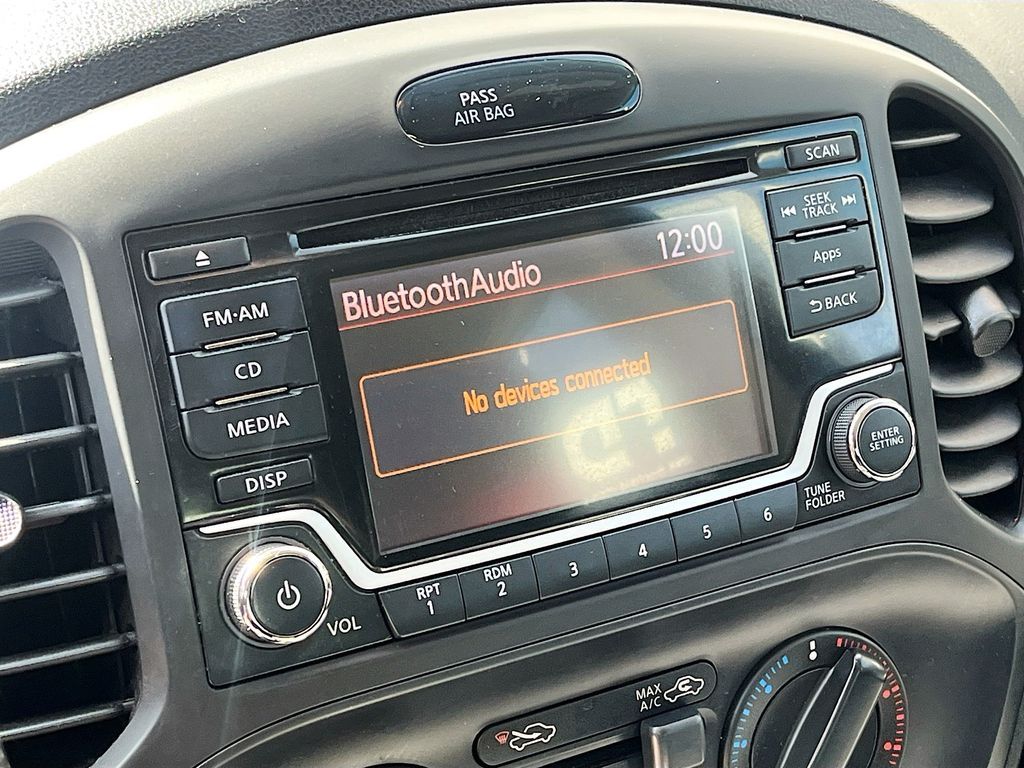 PASS
AIR BAG
SCAN
SEEK
TRACK
Apps
BACK
FM·AM
CD
MEDIA
DISP
BluetoothAudio
12:00
No devices connected
ENTER
SETTING
TUNE
FOLDER
VOL
RPT
1
RDM
2
3
4
5
6
MAX
A/C